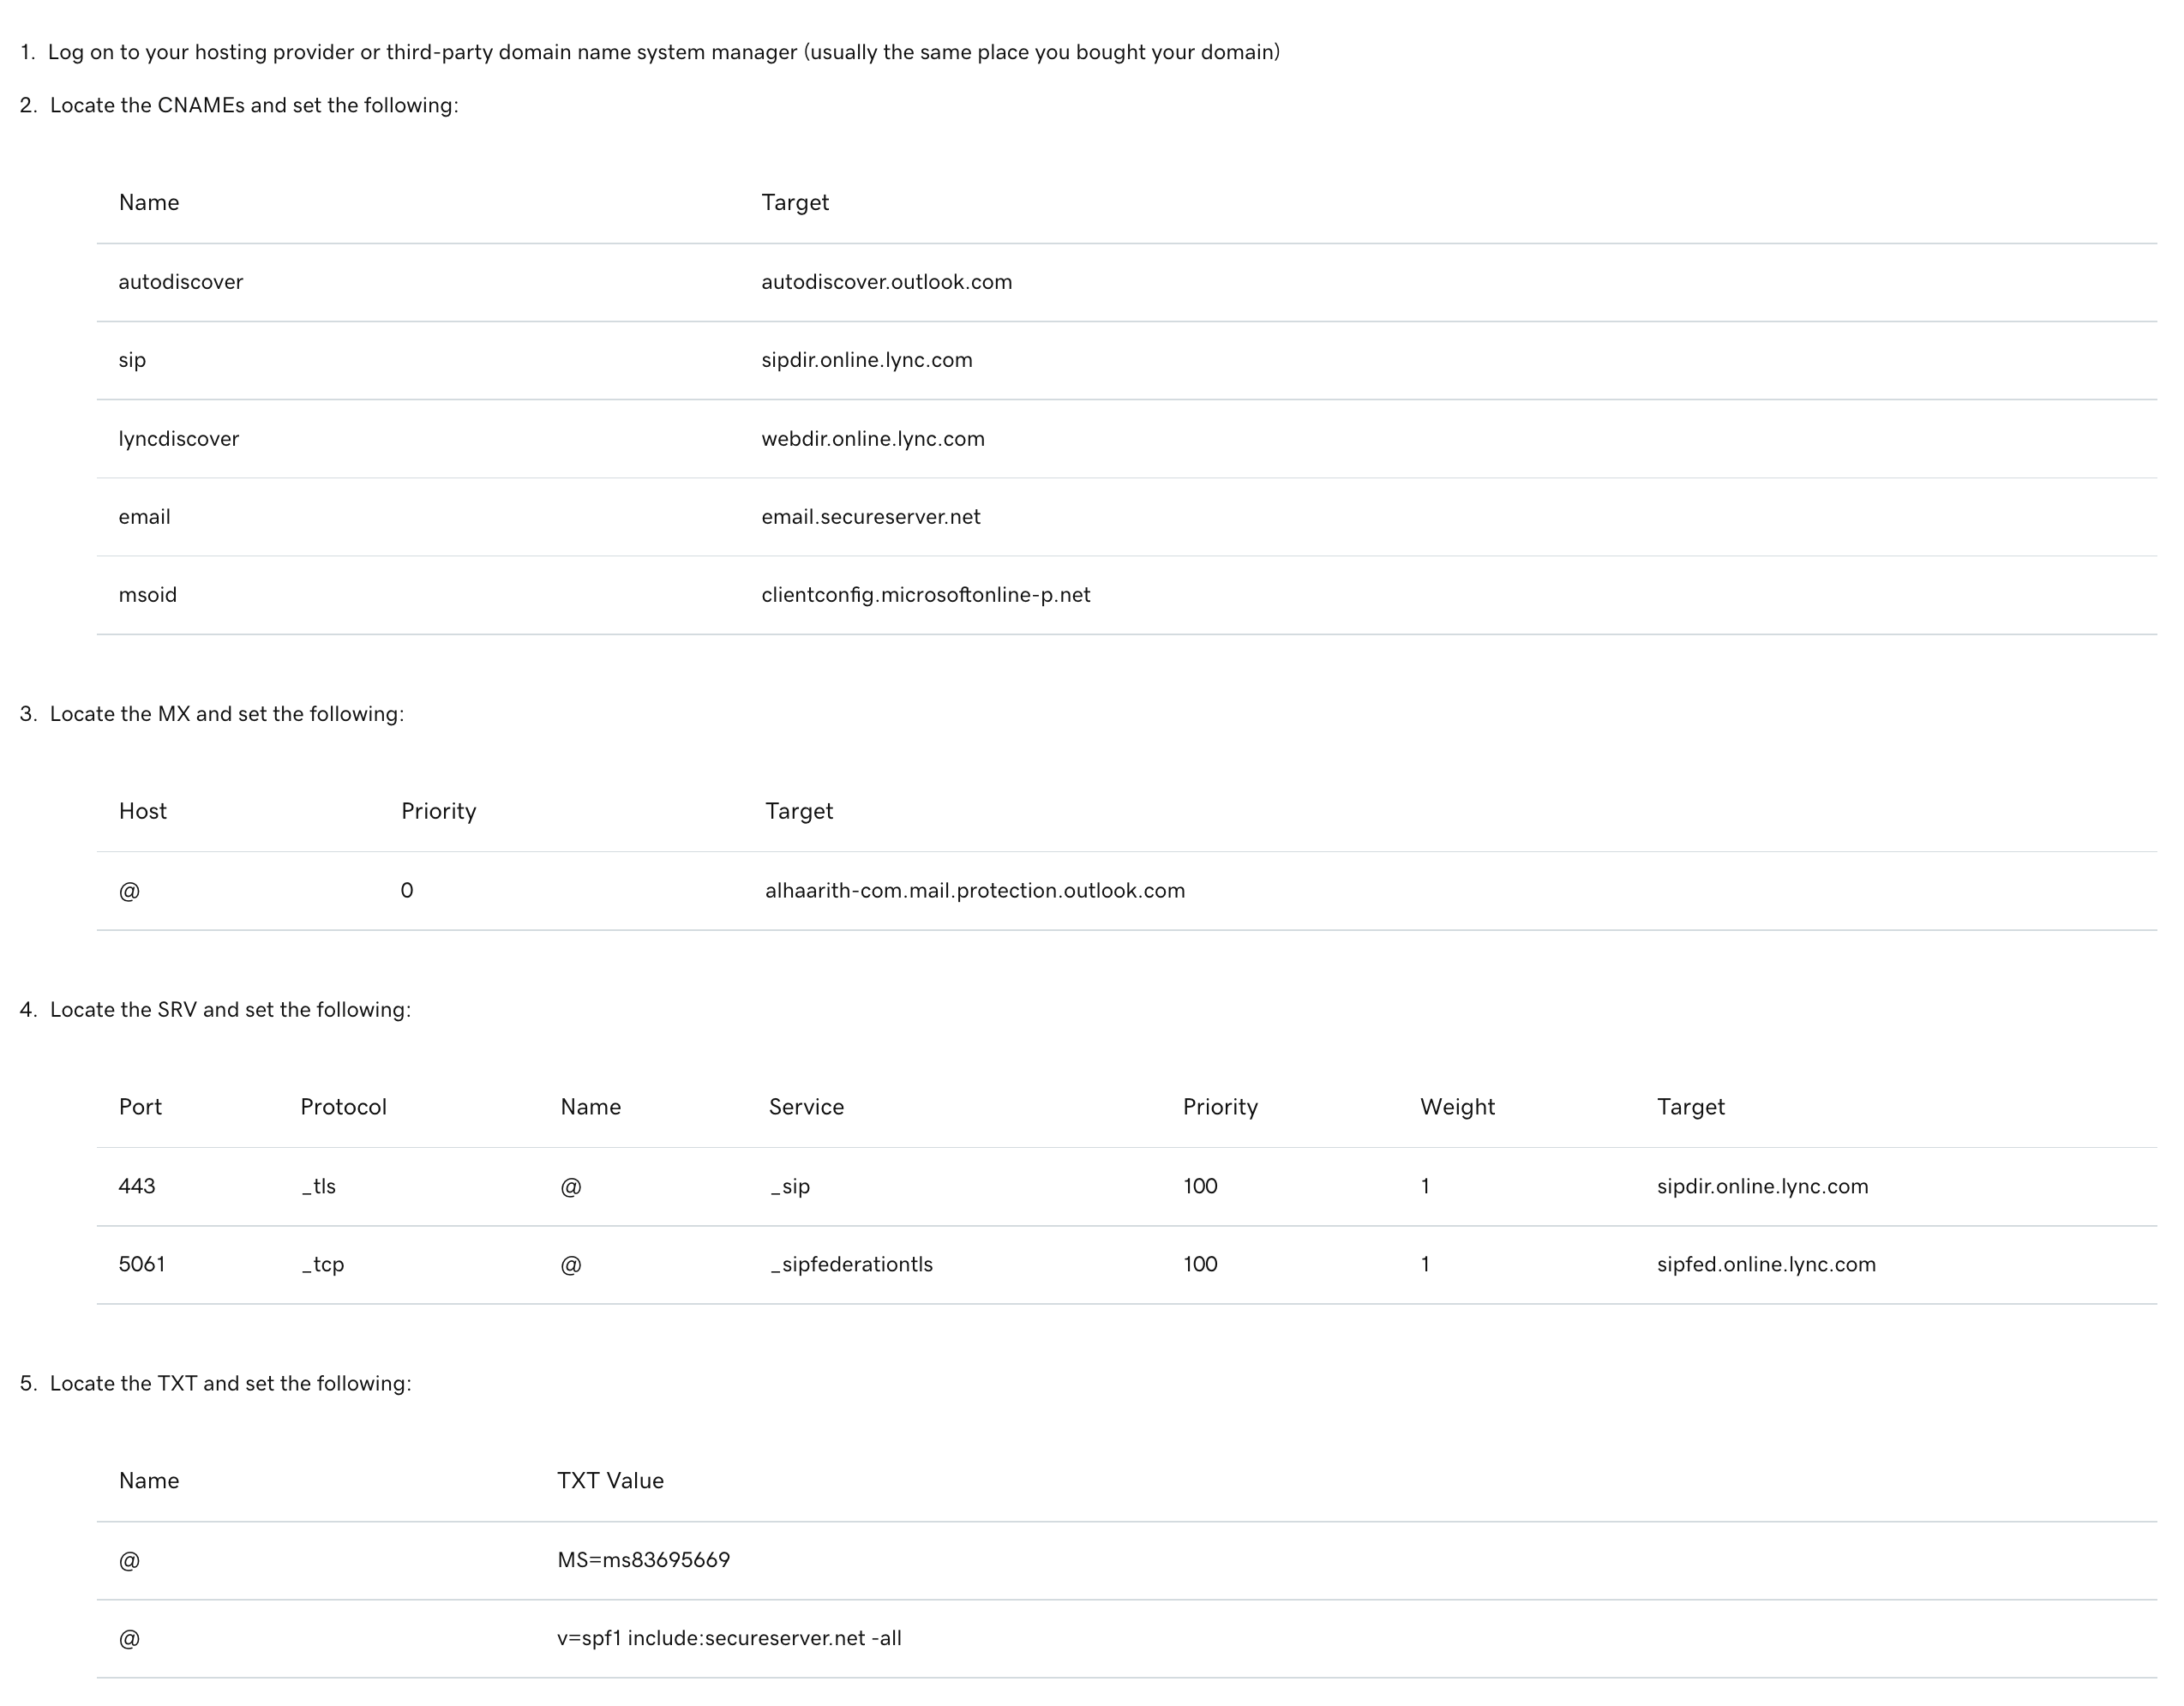 1. Log on to your hosting provider or third-party domain name system manager (usually the same place you bought your domain)
2. Locate the CNAMEs and set the following:
Name Target
autodiscover autodiscover.outlook.com
sip sipdir.online.lync.com
lyncdiscover webdir.online.lync.com
email email.secureserver.net
msoid clientconfig.microsoftonline-p.net
3. Locate the MX and set the following:
Host Priority Target
@ 0 alhaarith-com.mail.protection.outlook.com
4. Locate the SRV and set the following:
Port Protocol Name Service Priority Weight Target
443 _tls @ _sip 100 1 sipdir.online.lync.com
5061 _tcp @ _sipfederationtls 100 1 sipfed.online.lync.com
5. Locate the TXT and set the following:
Name TXT Value
@ MS=ms83695669
@ v=spf1 include:secureserver.net -all